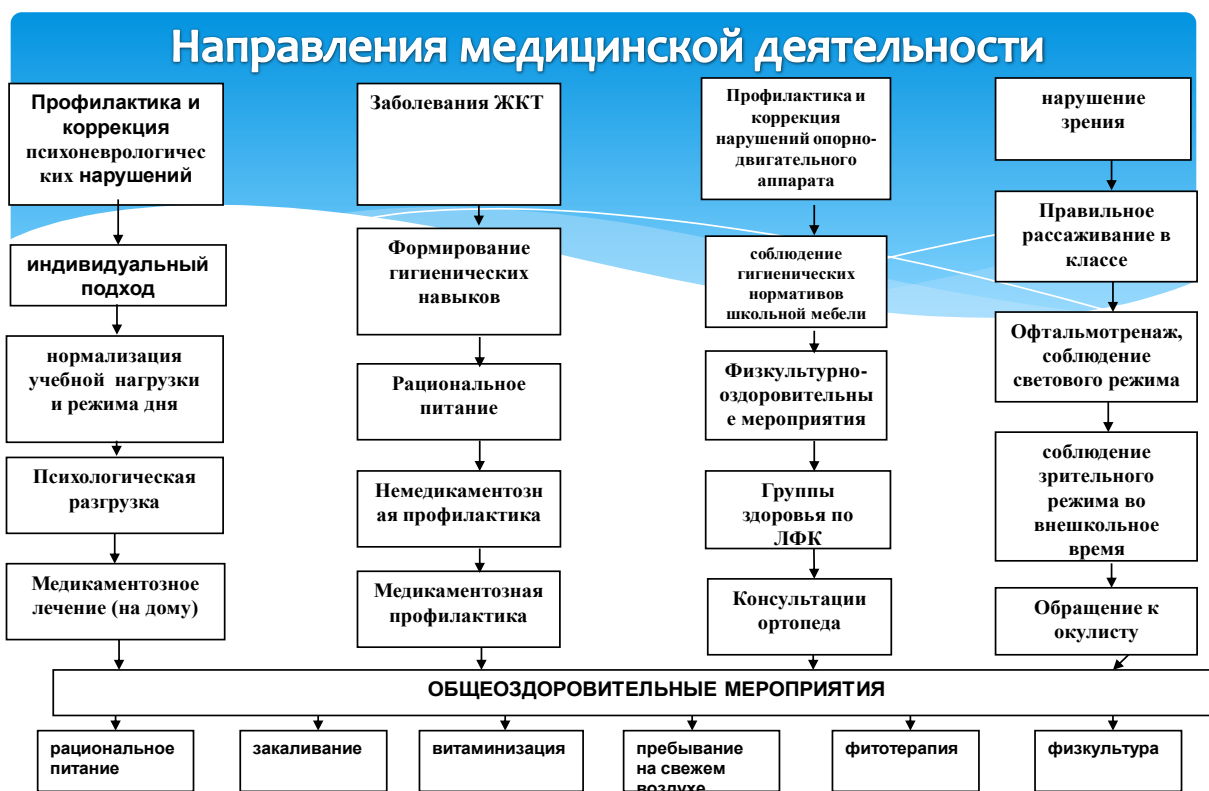 Направления медицинской деятельности
Профилактика и
коррекция
психоневрологичес
ких нарушений
индивидуальный
подход
нормализация
учебной нагрузки
и режима дня
Психологическая
разгрузка
Медикаментозное
лечение (на дому)
Заболевания ЖКТ
Формирование
гигиенических
навыков
Рациональное
питание
Немедикаментозн
ая профилактика
Медикаментозная
профилактика
Профилактика и
коррекция
нарушений опорно-
двигательного
аппарата
соблюдение
гигиенических
нормативов
школьной мебели
Физкультурно-
оздоровительны
е мероприятия
Группы
здоровья по
ЛФК
Консультации
ортопеда
нарушение
зрения
Правильное
рассаживание в
классе
Офтальмотренаж,
соблюдение
светового режима
соблюдение
зрительного
режима во
внешкольное
время
Обращение к
окулисту
ОБЩЕОЗДОРОВИТЕЛЬНЫЕ МЕРОПРИЯТИЯ
рациональное
питание
закаливание
витаминизация
пребывание
на свежем
воздухе
фитотерапия
физкультура